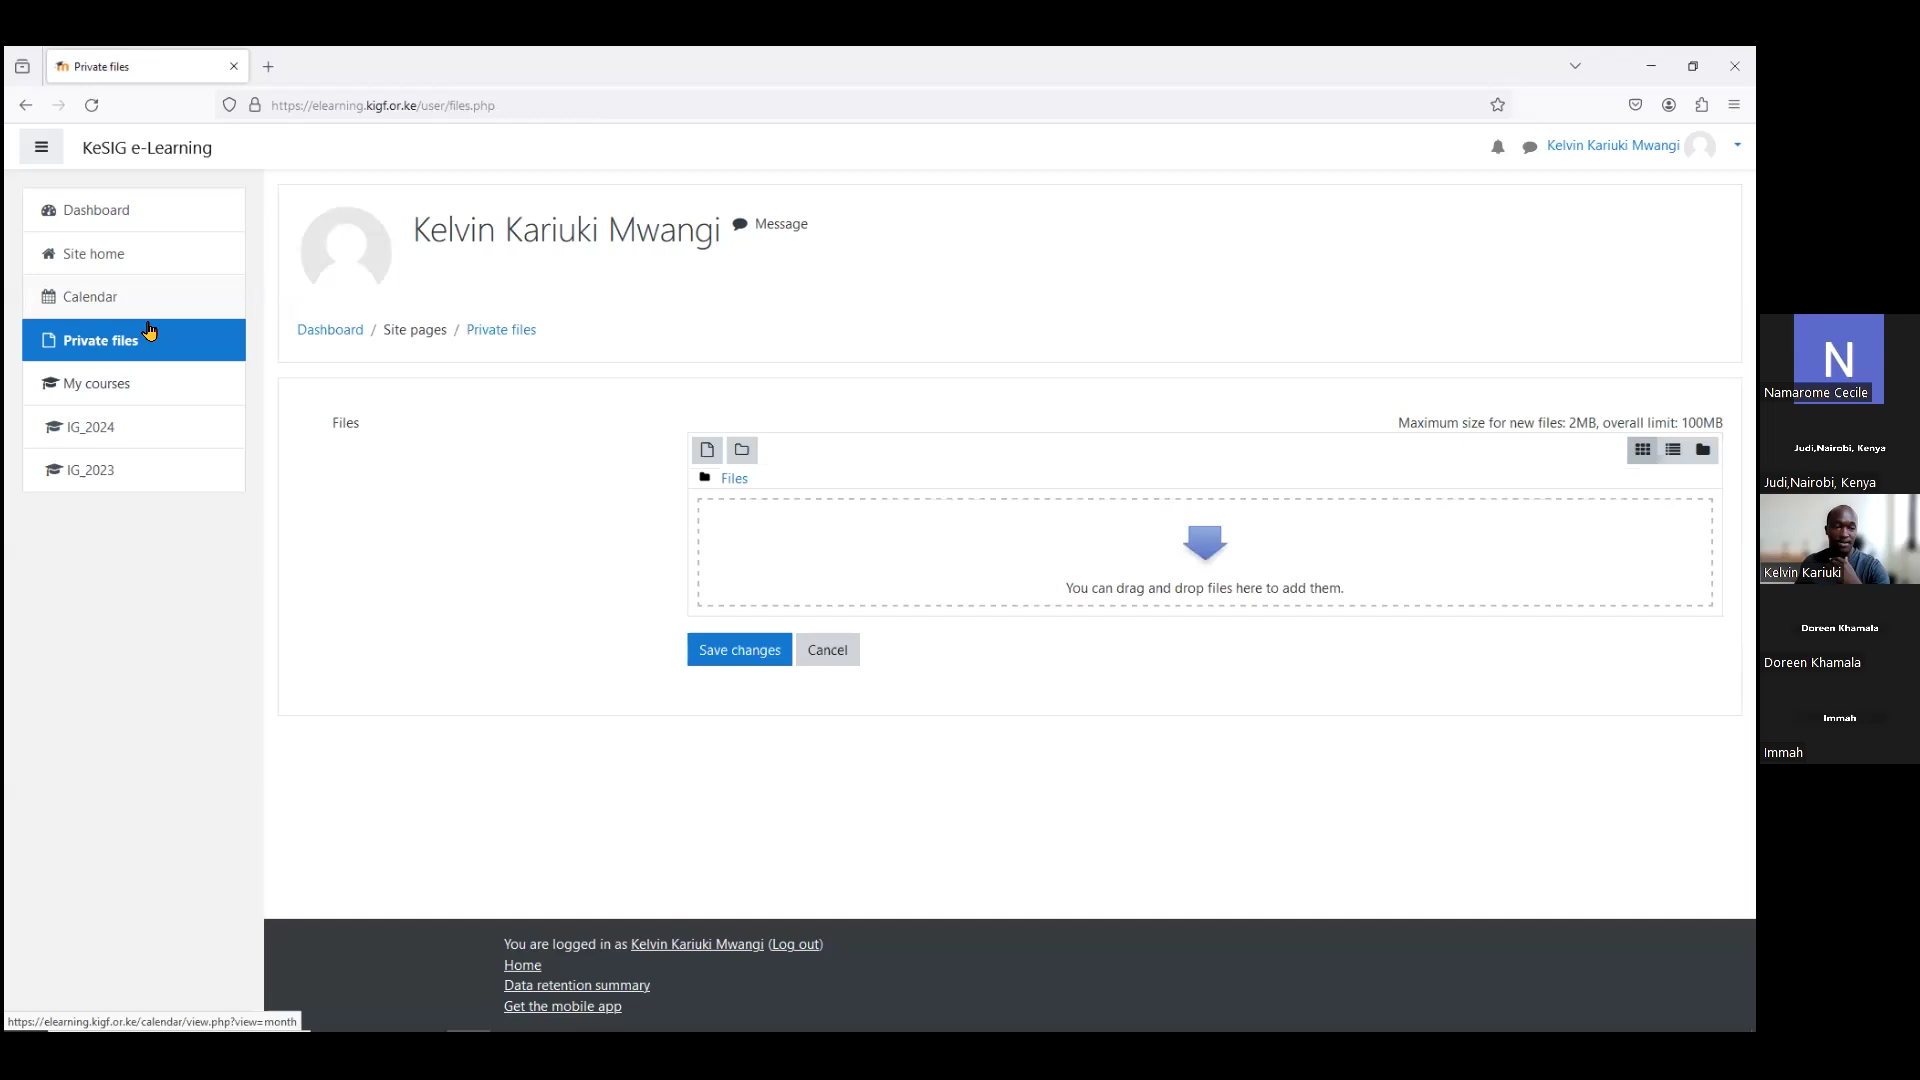 Private files
https://elearning.kigf.or.ke/user/files.php
KeSIG e-Learning
Kelvin Kariuki Mwangi
Dashboard
Site home
Calendar
Private files
My courses
IG_2024
IG_2023
Kelvin Kariuki Mwangi
Message
Dashboard / Site pages / Private files
Files
Maximum size for new files: 2MB, overall limit: 100MB
Files
You can drag and drop files here to add them.
Save changes
Cancel
You are logged in as Kelvin Kariuki Mwangi (Log out)
Home
Data retention summary
Get the mobile app
https://elearning.kigf.or.ke/calendar/view.php?view=month
N
Namarome Cecile
Judi,Nairobi, Kenya
Judi,Nairobi, Kenya
Kelvin Kariuki
Doreen Khamala
Doreen Khamala
Immah
Immah